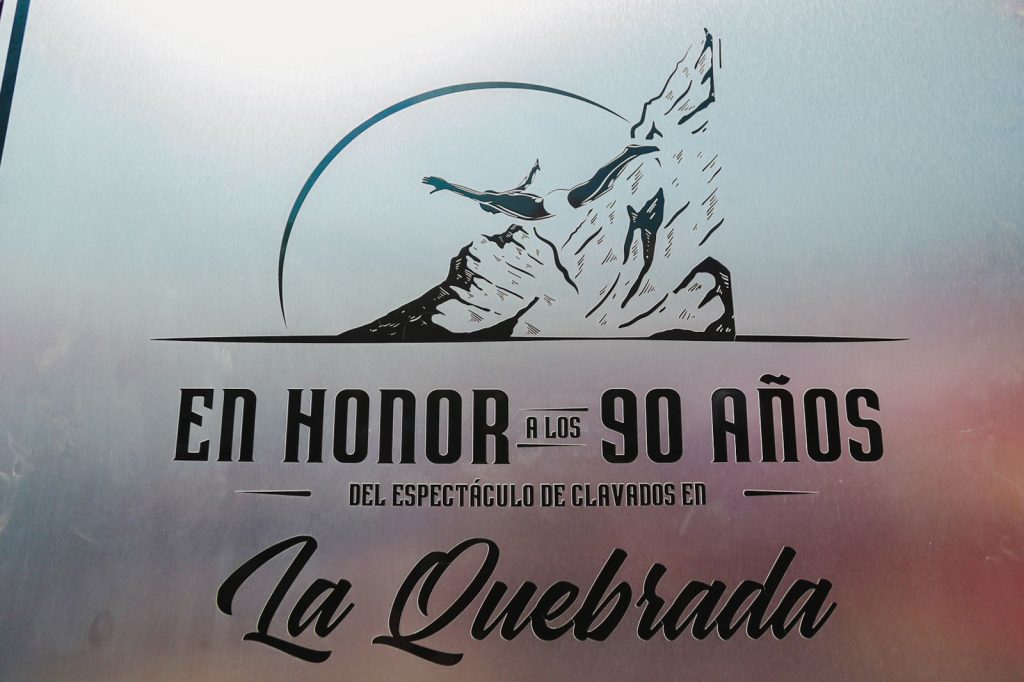 EN HONOR A LOS 90 AÑOS
DEL ESPECTÁCULO DE CLAVADOS EN
La Quebrada